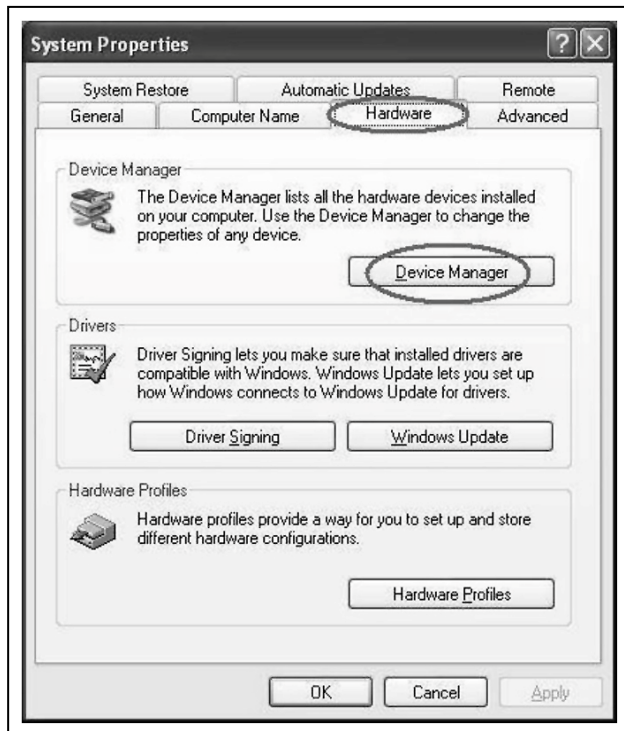 System Properties
System Restore Automatic Updates Remote
General Computer Name Hardware Advanced
Device Manager
The Device Manager lists all the hardware devices installed
on your computer. Use the Device Manager to change the
properties of any device.
Device Manager
Drivers
Driver Signing lets you make sure that installed drivers are
compatible with Windows. Windows Update lets you set up
how Windows connects to Windows Update for drivers.
Driver Signing Windows Update
Hardware Profiles
Hardware profiles provide a way for you to set up and store
different hardware configurations.
Hardware Profiles
OK Cancel Apply